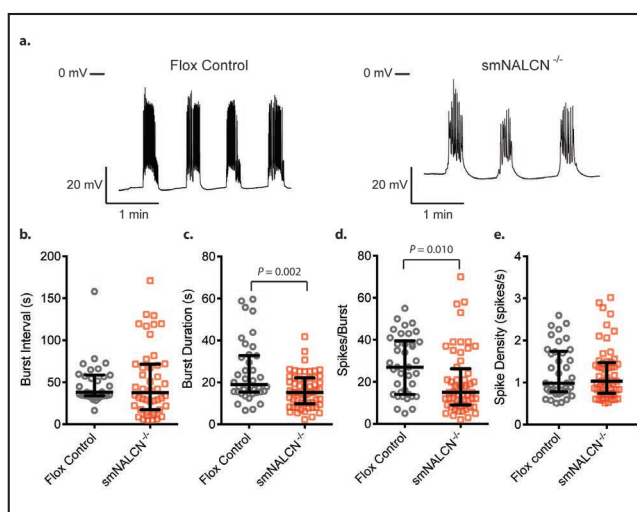 a.
Flox Control
smNALCN-/-
0 mV
0 mV
20 mV
20 mV
1 min
1 min
b.
c.
d.
e.
P = 0.002
P = 0.010
Burst Interval (s)
200
150
100
50
0
Flox Control
smNALCN-/-
Burst Duration (s)
80
60
40
20
0
Flox Control
smNALCN-/-
Spikes/Burst
80
60
40
20
0
Flox Control
smNALCN-/-
Spike Density (spikes/s)
4
3
2
1
0
Flox control
smNALCN-/-